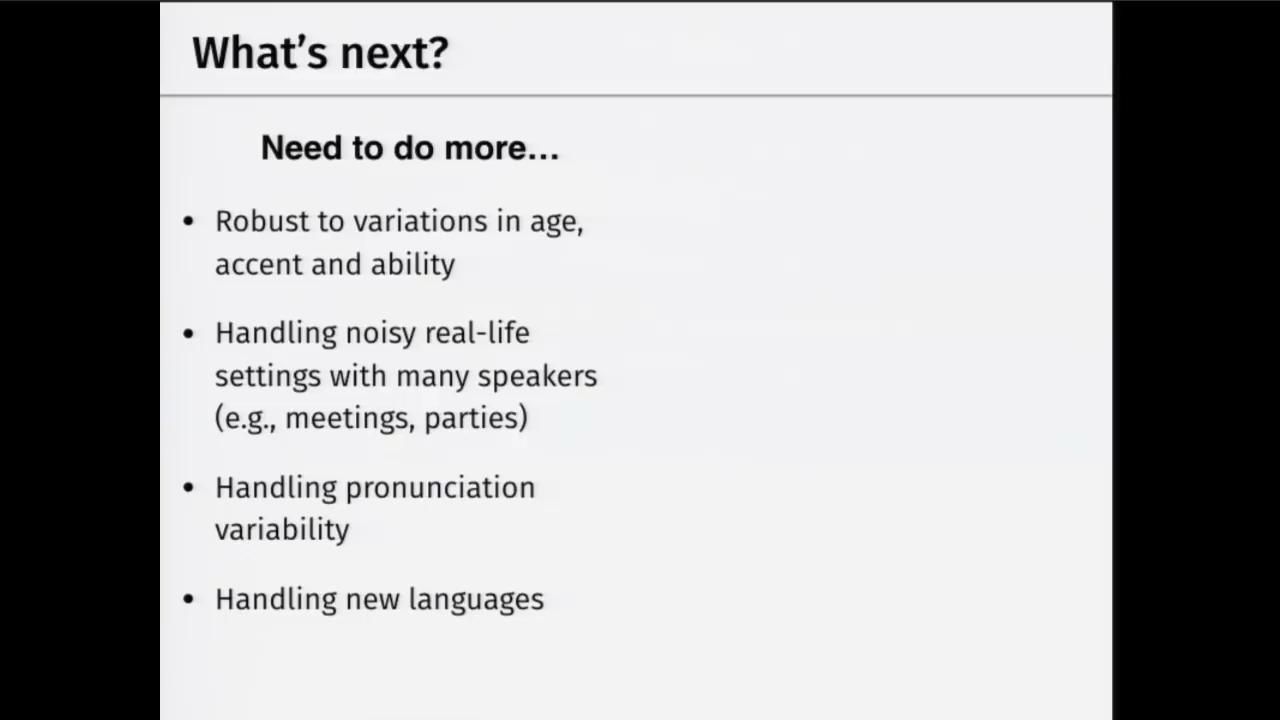 What’s next?
Need to do more…
• Robust to variations in age,
accent and ability
• Handling noisy real-life
settings with many speakers
(e.g., meetings, parties)
• Handling pronunciation
variability
• Handling new languages